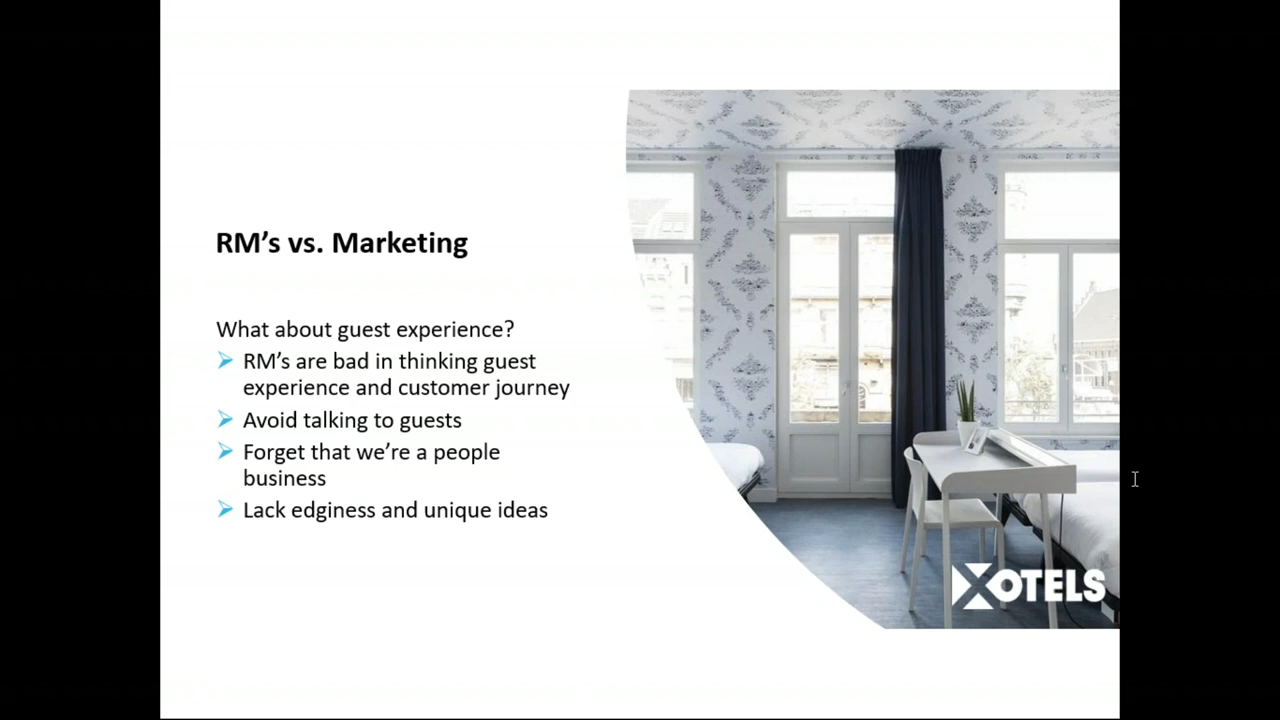 RM’s vs. Marketing
What about guest experience?
RM’s are bad in thinking guest
experience and customer journey
Avoid talking to guests
Forget that we’re a people
business
Lack edginess and unique ideas
XOTELS